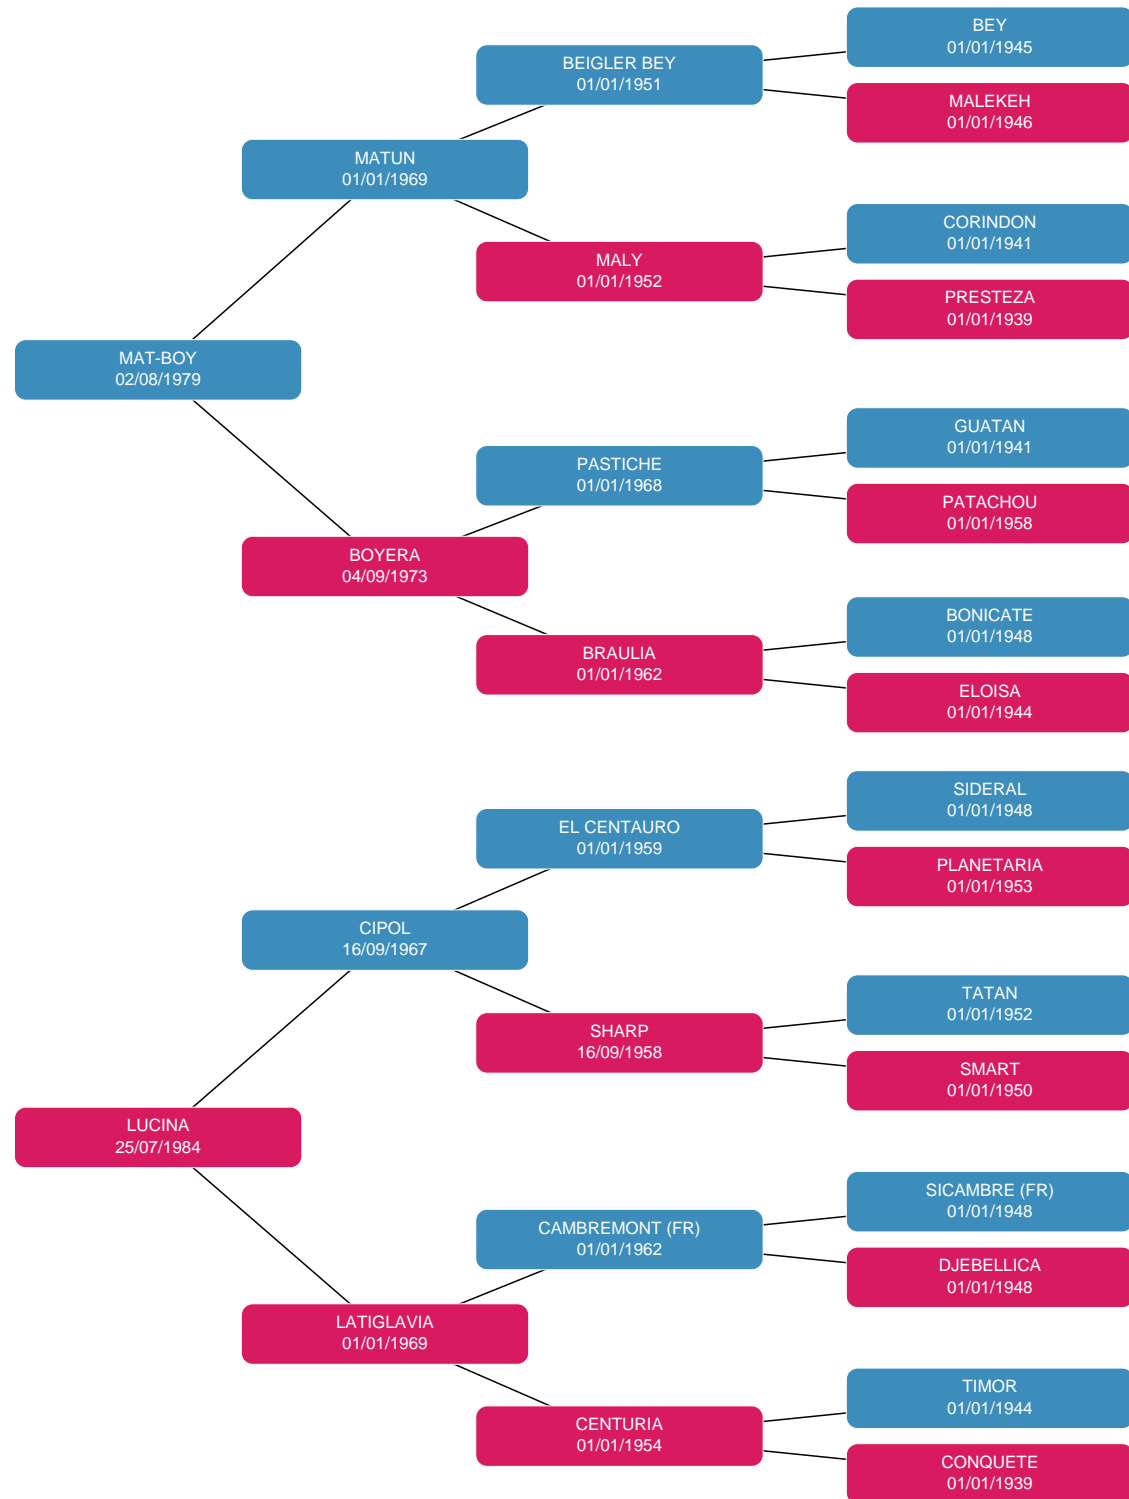 BEY
01/01/1945
BEIGLER BEY
01/01/1951
MALEKEH
01/01/1946
MATUN
01/01/1969
CORINDON
01/01/1941
MALY
01/01/1952
PRESTEZA
01/01/1939
MAT-BOY
02/08/1979
GUATAN
01/01/1941
PASTICHE
01/01/1968
PATACHOU
01/01/1958
BOYERA
04/09/1973
BONICATE
01/01/1948
BRAULIA
01/01/1962
ELOISA
01/01/1944
SIDERAL
01/01/1948
EL CENTAURO
01/01/1959
PLANETARIA
01/01/1953
CIPOL
16/09/1967
TATAN
01/01/1952
SHARP
16/09/1958
SMART
01/01/1950
LUCINA
25/07/1984
SICAMBRE (FR)
01/01/1948
CAMBREMONT (FR)
01/01/1962
DJEBELLICA
01/01/1948
LATIGLAVIA
01/01/1969
TIMOR
01/01/1944
CENTURIA
01/01/1954
CONQUETE
01/01/1939